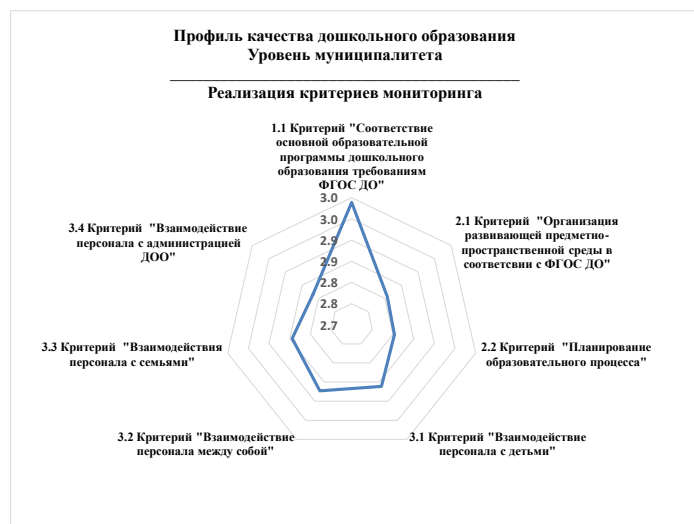 Профиль качества дошкольного образования
Уровень муниципалитета
___________________________________________
Реализация критериев мониторинга
1.1 Критерий "Соответствие
основной образовательной
программы дошкольного
образования требованиям
ФГОС ДО"
2.1 Критерий "Организация
развивающей предметно-
пространственной среды в
соответсвии с ФГОС ДО"
2.2 Критерий "Планирование
образовательного процесса"
3.1 Критерий "Взаимодействие
персонала с детьми"
3.2 Критерий "Взаимодействие
персонала между собой"
3.3 Критерий "Взаимодействия
персонала с семьями"
3.4 Критерий "Взаимодействие
персонала с администрацией
ДОО"
3.0
3.0
2.9
2.9
2.8
2.8
2.7